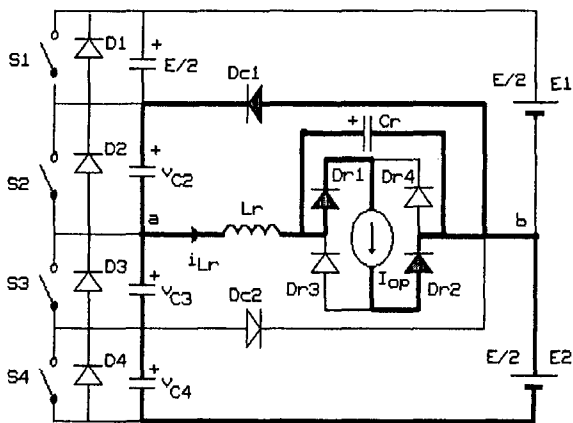 S1
D1
+
E/2
Dc1
E/2
E1
+
Cr
S2
D2
+
vC2
Dr1
Dr4
a
Lr
b
iLr
Iop
S3
D3
+
vC3
Dr3
Dr2
Dc2
S4
D4
+
vC4
E/2
E2